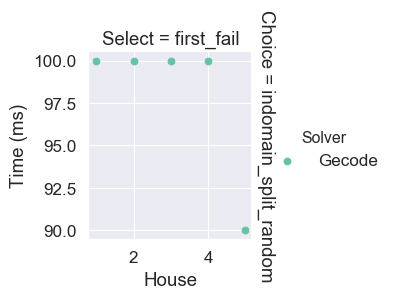 Select = first_fail
Time (ms)
100.0
97.5
95.0
92.5
90.0
2
4
House
Choice = indomain_split_random
Solver
Gecode